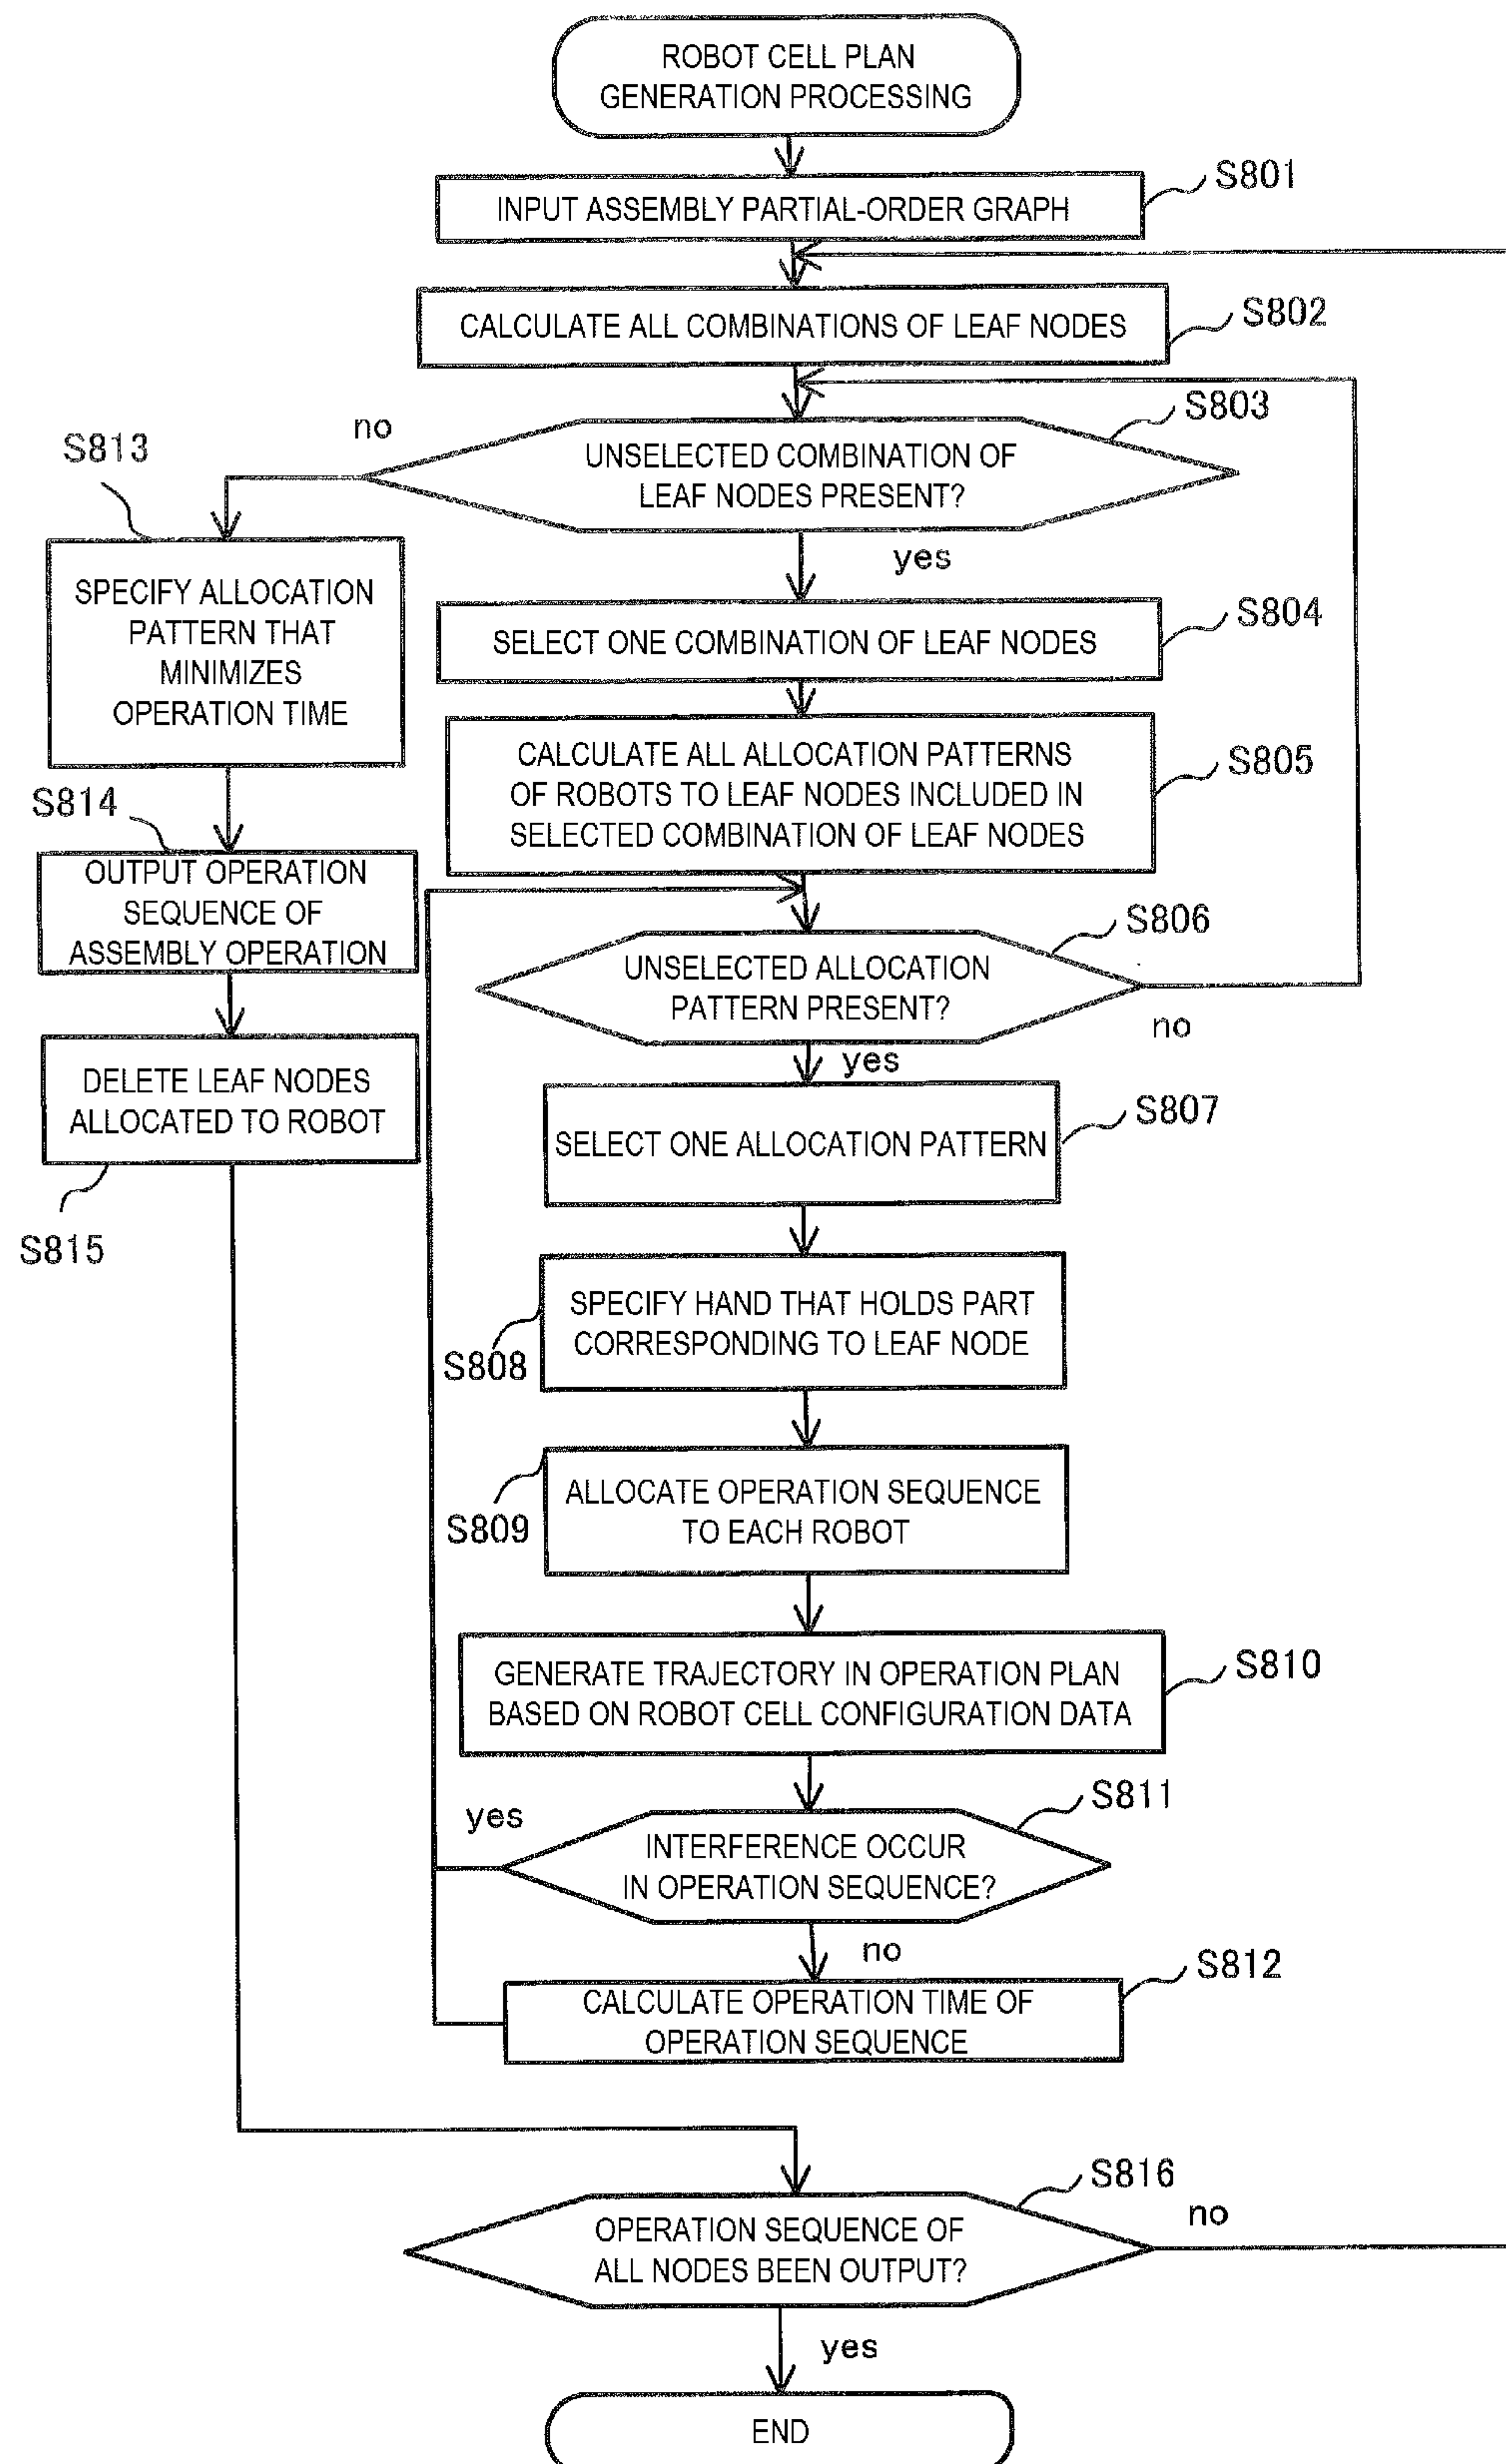 ROBOT CELL PLAN
GENERATION PROCESSING
S801
INPUT ASSEMBLY PARTIAL-ORDER GRAPH
S802
CALCULATE ALL COMBINATIONS OF LEAF NODES
S803
no
UNSELECTED COMBINATION OF
LEAF NODES PRESENT?
yes
S813
SPECIFY ALLOCATION
PATTERN THAT
MINIMIZES
OPERATION TIME
S804
SELECT ONE COMBINATION OF LEAF NODES
S805
CALCULATE ALL ALLOCATION PATTERNS
OF ROBOTS TO LEAF NODES INCLUDED IN
SELECTED COMBINATION OF LEAF NODES
S814
OUTPUT OPERATION
SEQUENCE OF
ASSEMBLY OPERATION
S806
UNSELECTED ALLOCATION
PATTERN PRESENT?
no
yes
DELETE LEAF NODES
ALLOCATED TO ROBOT
S815
S807
SELECT ONE ALLOCATION PATTERN
SPECIFY HAND THAT HOLDS PART
CORRESPONDING TO LEAF NODE
S808
ALLOCATE OPERATION SEQUENCE
TO EACH ROBOT
S809
S810
GENERATE TRAJECTORY IN OPERATION PLAN
BASED ON ROBOT CELL CONFIGURATION DATA
S811
yes
INTERFERENCE OCCUR
IN OPERATION SEQUENCE?
no
S812
CALCULATE OPERATION TIME OF
OPERATION SEQUENCE
S816
no
OPERATION SEQUENCE OF
ALL NODES BEEN OUTPUT?
yes
END